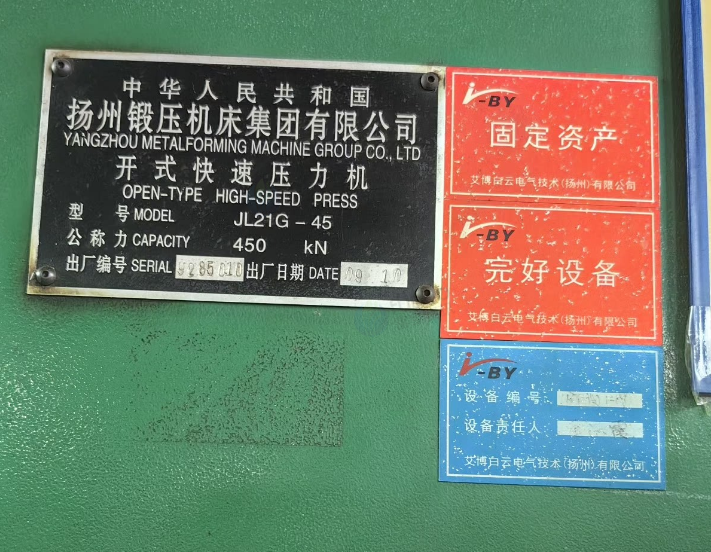 中华人民共和国
扬州锻压机床集团有限公司
YANGZHOU METALFORMING MACHINE GROUP CO., LTD
开式快速压力机
OPEN-TYPE HIGH-SPEED PRESS
型 号 MODEL JL21G-45
公称力 CAPACITY 450 kN
出厂编号 SERIAL 出厂日期 DATE 09 10
i-BY
固定资产
艾博白云电气技术(扬州)有限公司
i-BY
完好设备
艾博白云电气技术(扬州)有限公司
i-BY
设备编号:
设备责任人:
艾博白云电气技术(扬州)有限公司